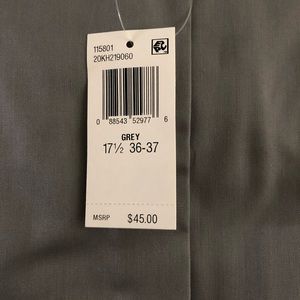 115801
20KH219060
0 88543 52977 6
GREY
17½ 36-37
MSRP $45.00